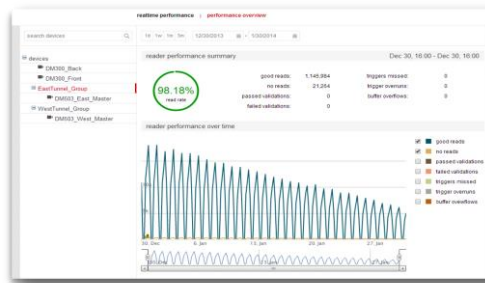 realtime performance | performance overview
search devices
1d 1w 1m 3m 12/30/2013 - 1/30/2014
devices
DM300_Back
DM300_Front
EastTunnel_Group
DM503_East_Master
WestTunnel_Group
DM503_West_Master
reader performance summary Dec 30, 16:00 - Dec 30, 16:00
98.18%
read rate
good reads:
no reads: 21,264
passed validations: 0
failed validations: 0
triggers missed: 0
trigger overruns: 0
buffer overflows: 0
reader performance over time
good reads
no reads
passed validations
failed validations
triggers missed
trigger overruns
buffer overflows
30. Dec 6. Jan 13. Jan 20. Jan 27. Jan